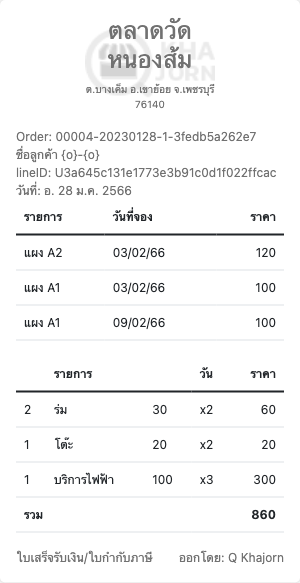 ตลาดวัด
หนองส้ม
KHA
JORN
ต.บางเค็ม อ.เขาย้อย จ.เพชรบุรี
76140
Order: 00004-20230128-1-3fedb5a262e7
ชื่อลูกค้า {o}-{o}
lineID: U3a645c131e1773e3b91c0d1f022ffcac
วันที่: อ. 28 ม.ค. 2566
รายการ วันที่จอง ราคา
แผง A2 03/02/66 120
แผง A1 03/02/66 100
แผง A1 09/02/66 100
รายการ วัน ราคา
2 ร่ม 30 x2 60
1 โต๊ะ 20 x2 20
1 บริการไฟฟ้า 100 x3 300
รวม 860
ใบเสร็จรับเงิน/ใบกำกับภาษี ออกโดย: Q Khajorn